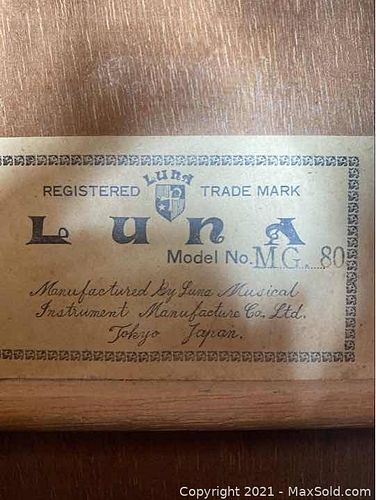 LUNA
REGISTERED TRADE MARK
LUNA
Model No. MG. 80
Manufactured By Luna Musical
Instrument Manufacture Co. Ltd.
Tokyo Japan.
Copyright 2021 - MaxSold.com